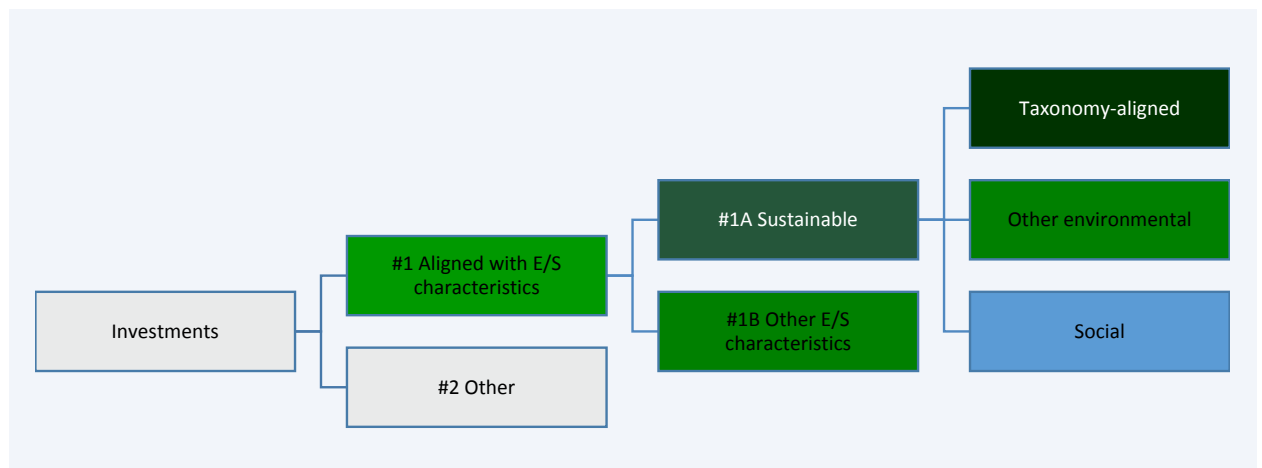 Investments
#1 Aligned with E/S
characteristics
#2 Other
#1A Sustainable
#1B Other E/S
characteristics
Taxonomy-aligned
Other environmental
Social